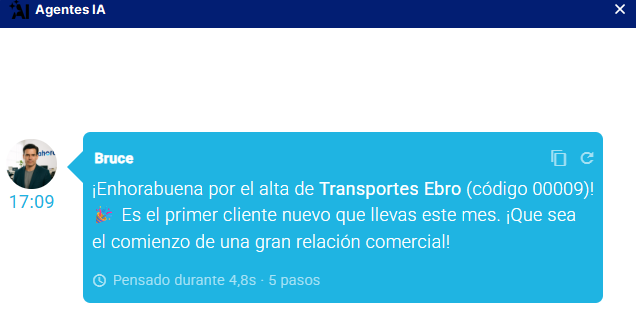 AI Agentes IA
Bruce
17:09
¡Enhorabuena por el alta de Transportes Ebro (código 00009)!
🎉 Es el primer cliente nuevo que llevas este mes. ¡Que sea
el comienzo de una gran relación comercial!
Pensado durante 4,8s · 5 pasos